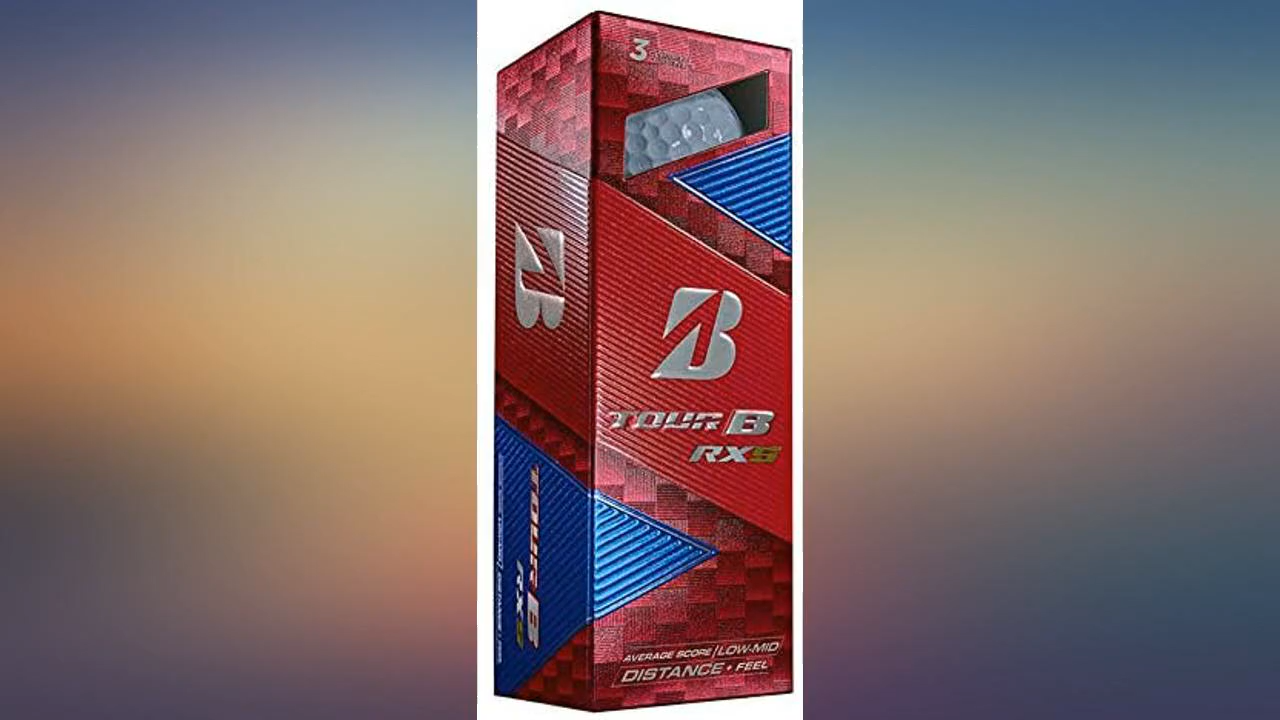 3
B
TOUR B
RXS
AVERAGE SCORE/LOW-MID
DISTANCE + FEEL
B
TOUR B
RXS